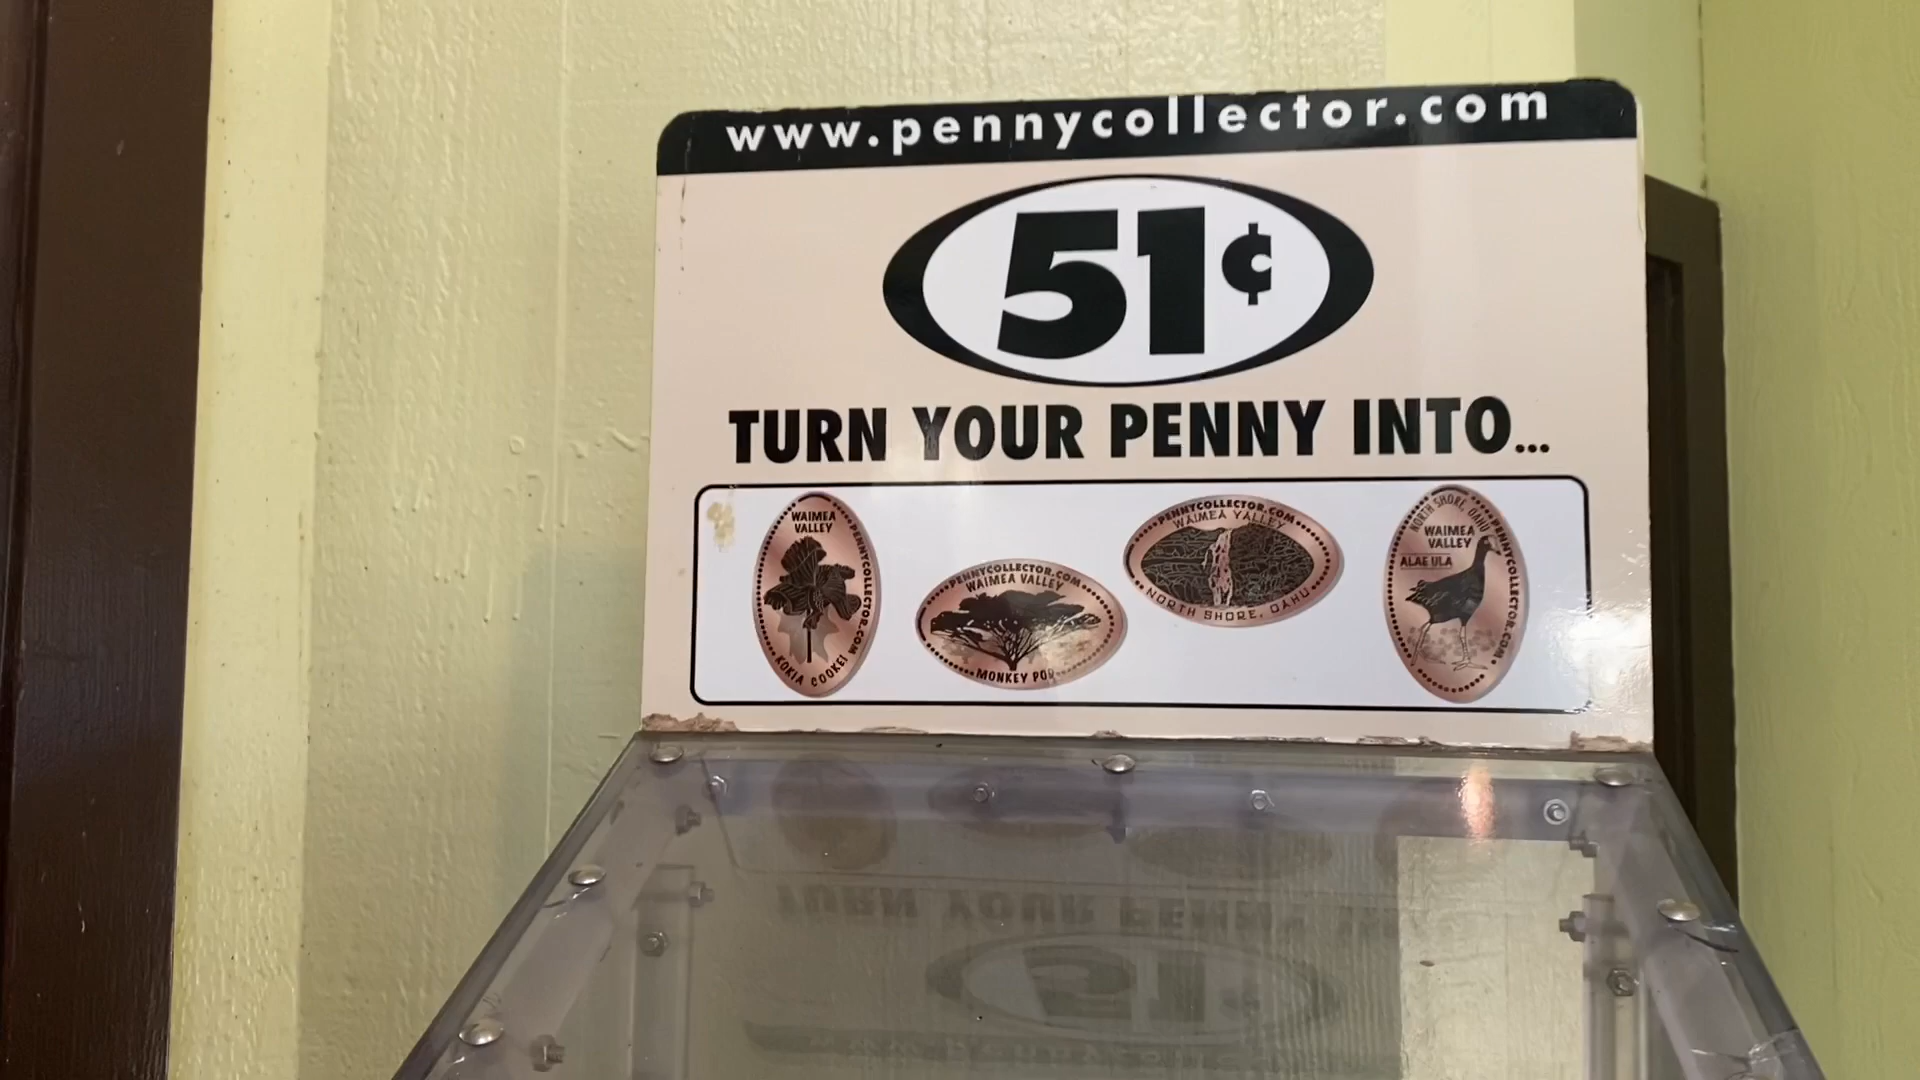 www.pennycollector.com
51¢
TURN YOUR PENNY INTO...
WAIMEA
VALLEY
PENNYCOLLECTOR.COM
KOKIA COOKEI
PENNYCOLLECTOR.COM
WAIMEA VALLEY
MONKEY POD
PENNYCOLLECTOR.COM
WAIMEA VALLEY
NORTH SHORE, OAHU
NORTH SHORE, OAHU
WAIMEA
VALLEY
ALAE ULA
PENNYCOLLECTOR.COM